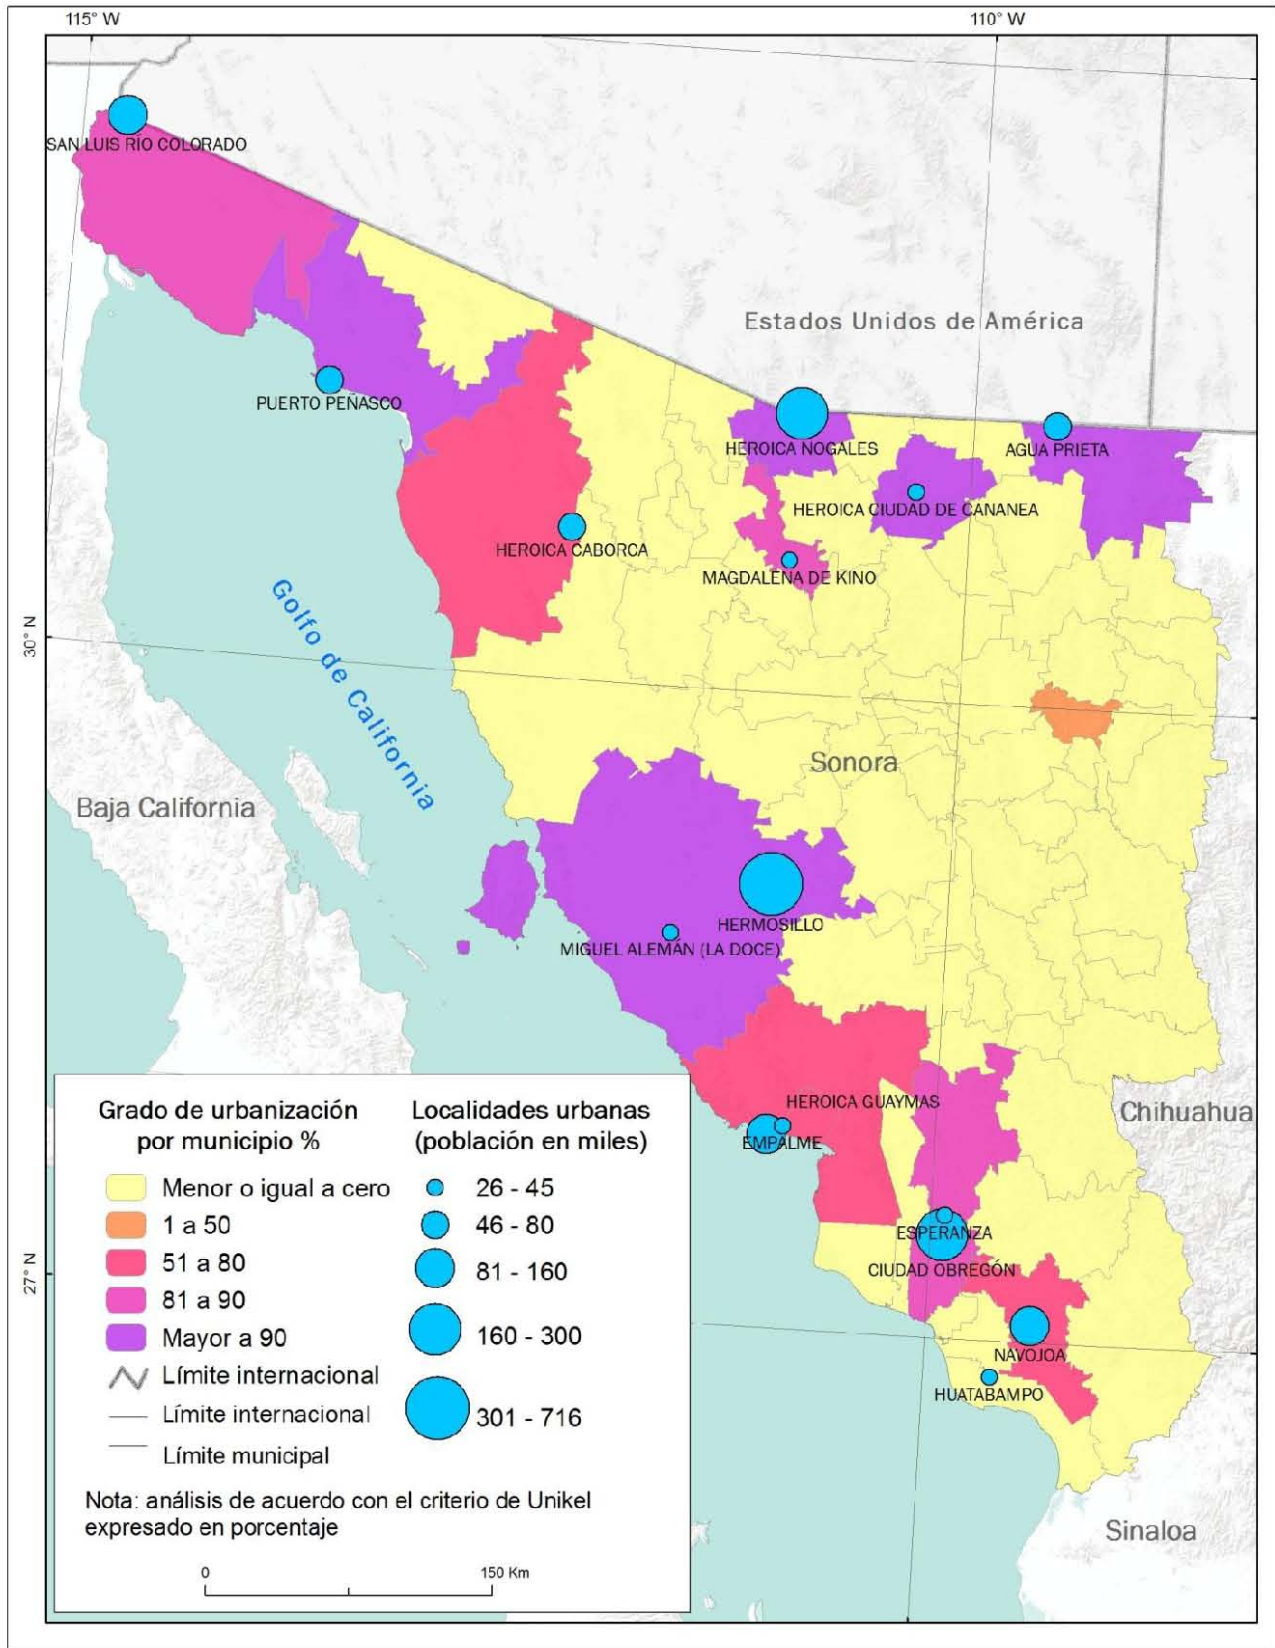 115° W
110° W
SAN LUIS RÍO COLORADO
Estados Unidos de América
PUERTO PEÑASCO
HEROICA NOGALES
AGUA PRIETA
HEROICA CIUDAD DE CANANEA
HEROICA CABORCA
MAGDALENA DE KINO
Golfo de California
30° N
Sonora
Baja California
HERMOSILLO
MIGUEL ALEMÁN (LA DOCE)
HEROICA GUAYMAS
EMPALME
Chihuahua
ESPERANZA
CIUDAD OBREGÓN
27° N
NAVOJOA
HUATABAMPO
Sinaloa
Grado de urbanización
por municipio %
Menor o igual a cero
1 a 50
51 a 80
81 a 90
Mayor a 90
Límite internacional
Límite internacional
Límite municipal
Localidades urbanas
(población en miles)
26 - 45
46 - 80
81 - 160
160 - 300
301 - 716
Nota: análisis de acuerdo con el criterio de Unikel
expresado en porcentaje
0 150 Km